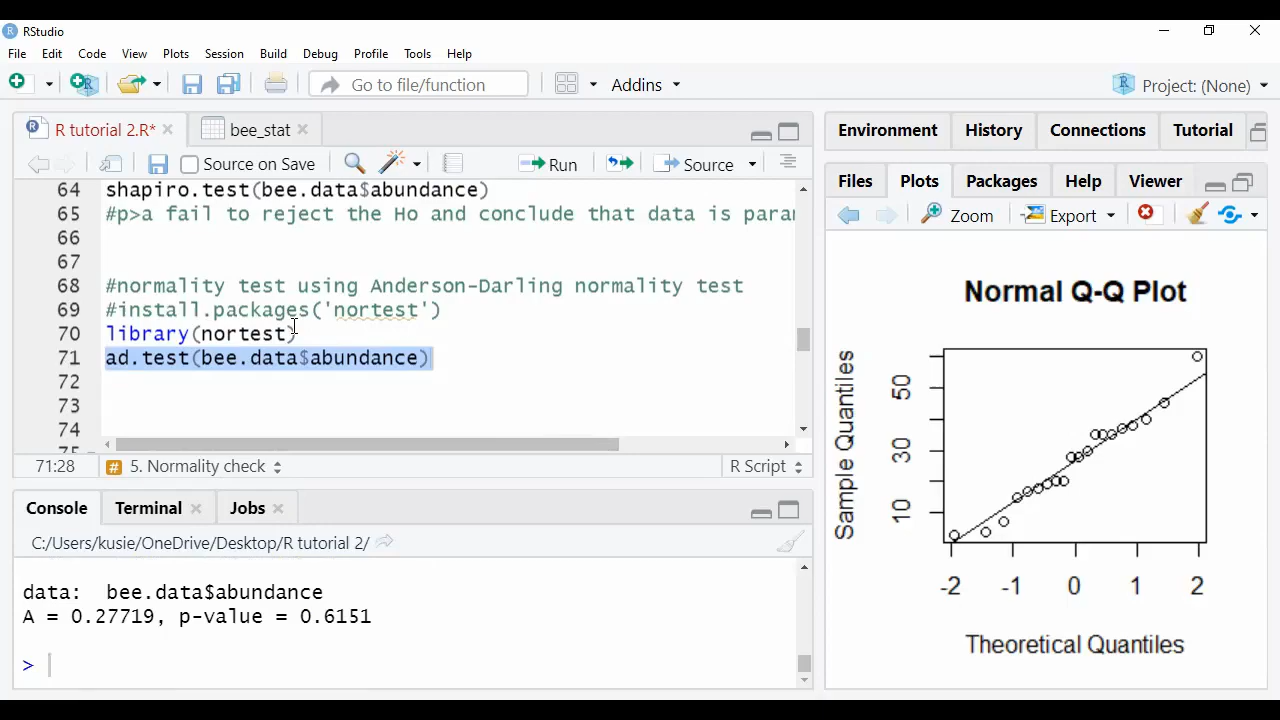 RStudio
File Edit Code View Plots Session Build Debug Profile Tools Help
Go to file/function Addins Project: (None)
R tutorial 2.R* bee_stat
Source on Save Run Source
64 shapiro.test(bee.data$abundance)
65 #p>a fail to reject the Ho and conclude that data is para
66
67
68 #normality test using Anderson-Darling normality test
69 #install.packages('nortest')
70 library(nortest)
71 ad.test(bee.data$abundance)
72
73
74
75
71:28 # 5. Normality check R Script
Console Terminal Jobs
C:/Users/kusie/OneDrive/Desktop/R tutorial 2/
data: bee.data$abundance
A = 0.27719, p-value = 0.6151
>
Environment History Connections Tutorial
Files Plots Packages Help Viewer
Zoom Export
Normal Q-Q Plot
Sample Quantiles
50
30
10
-2 -1 0 1 2
Theoretical Quantiles